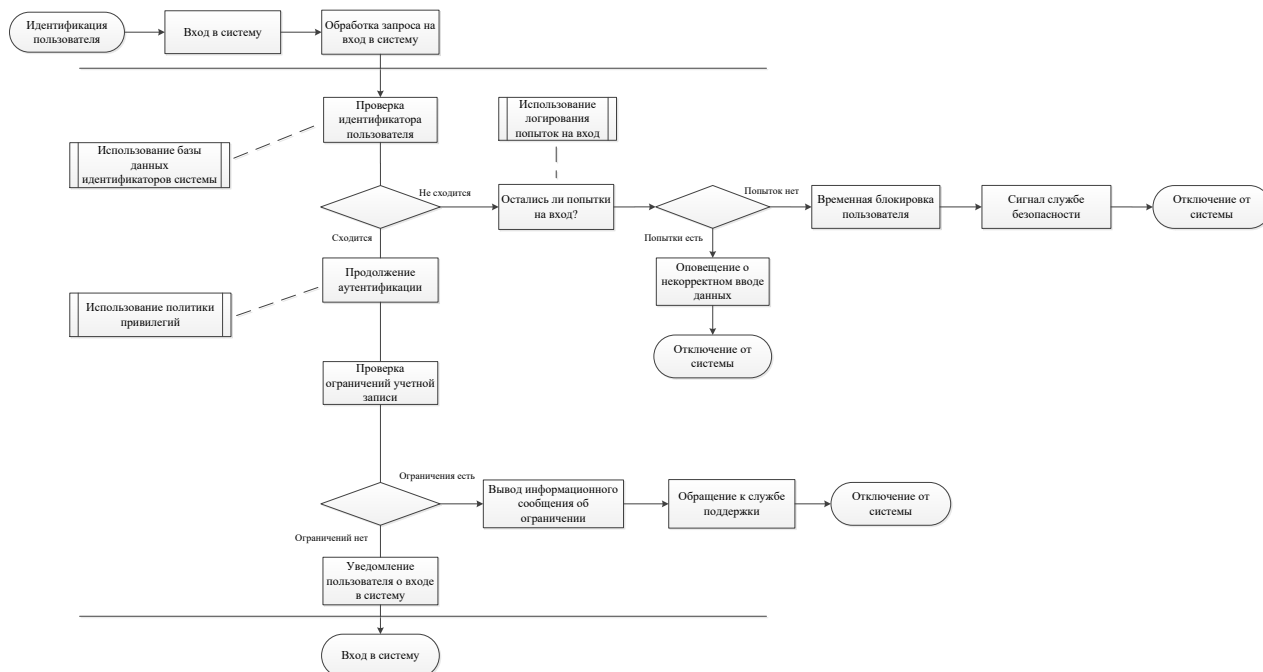 Идентификация
пользователя
Вход в систему
Обработка запроса на
вход в систему
Проверка
идентификатора
пользователя
Использование
логирования
попыток на вход
Использование базы
данных
идентификаторов системы
Не сходится
Остались ли попытки
на вход?
Попыток нет
Временная блокировка
пользователя
Сигнал службе
безопасности
Отключение от
системы
Сходится
Попытки есть
Продолжение
аутентификации
Оповещение о
некорректном вводе
данных
Использование политики
привилегий
Отключение от
системы
Проверка
ограничений учетной
записи
Ограничения есть
Вывод информационного
сообщения об
ограничении
Обращение к службе
поддержки
Отключение от
системы
Ограничений нет
Уведомление
пользователя о входе
в систему
Вход в систему